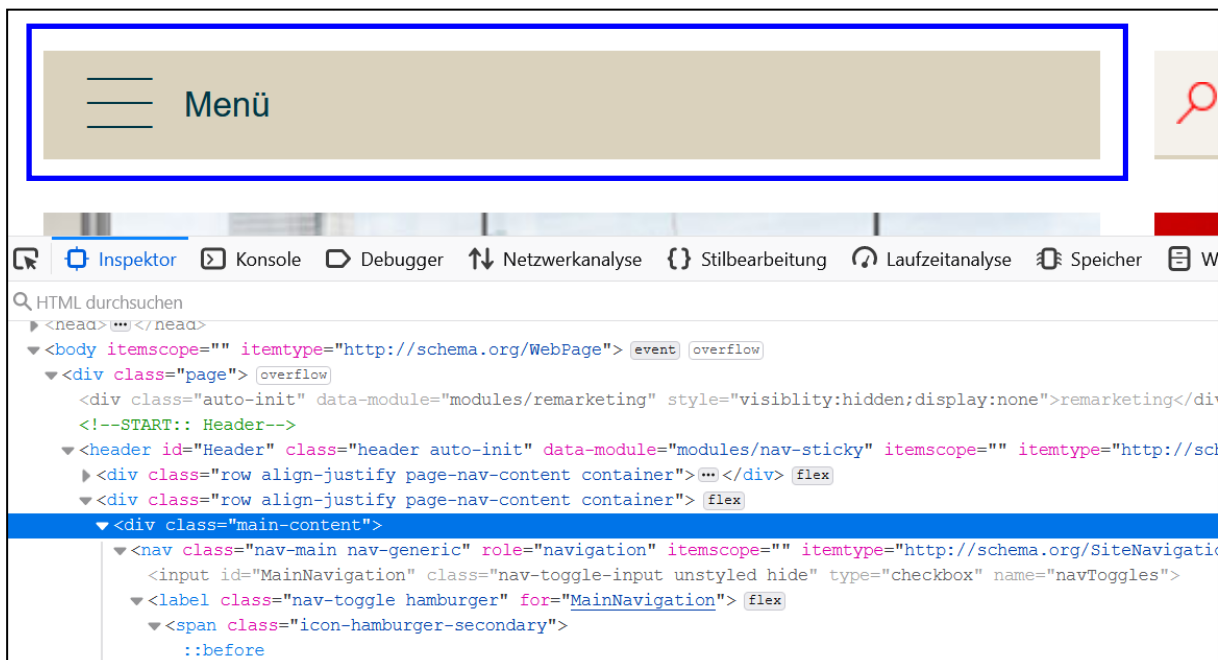 Menü
Inspektor Konsole Debugger Netzwerkanalyse {} Stilbearbeitung Laufzeitanalyse Speicher W
HTML durchsuchen
<head> ••• </head>
<body itemscope="" itemtype="http://schema.org/WebPage"> event overflow
<div class="page"> overflow
<div class="auto-init" data-module="modules/remarketing" style="visiblity:hidden;display:none">remarketing</div
<!--START:: Header-->
<header id="Header" class="header auto-init" data-module="modules/nav-sticky" itemscope="" itemtype="http://sch
<div class="row align-justify page-nav-content container"> ••• </div> flex
<div class="row align-justify page-nav-content container"> flex
<div class="main-content">
<nav class="nav-main nav-generic" role="navigation" itemscope="" itemtype="http://schema.org/SiteNavigatio
<input id="MainNavigation" class="nav-toggle-input unstyled hide" type="checkbox" name="navToggles">
<label class="nav-toggle hamburger" for="MainNavigation"> flex
<span class="icon-hamburger-secondary">
::before